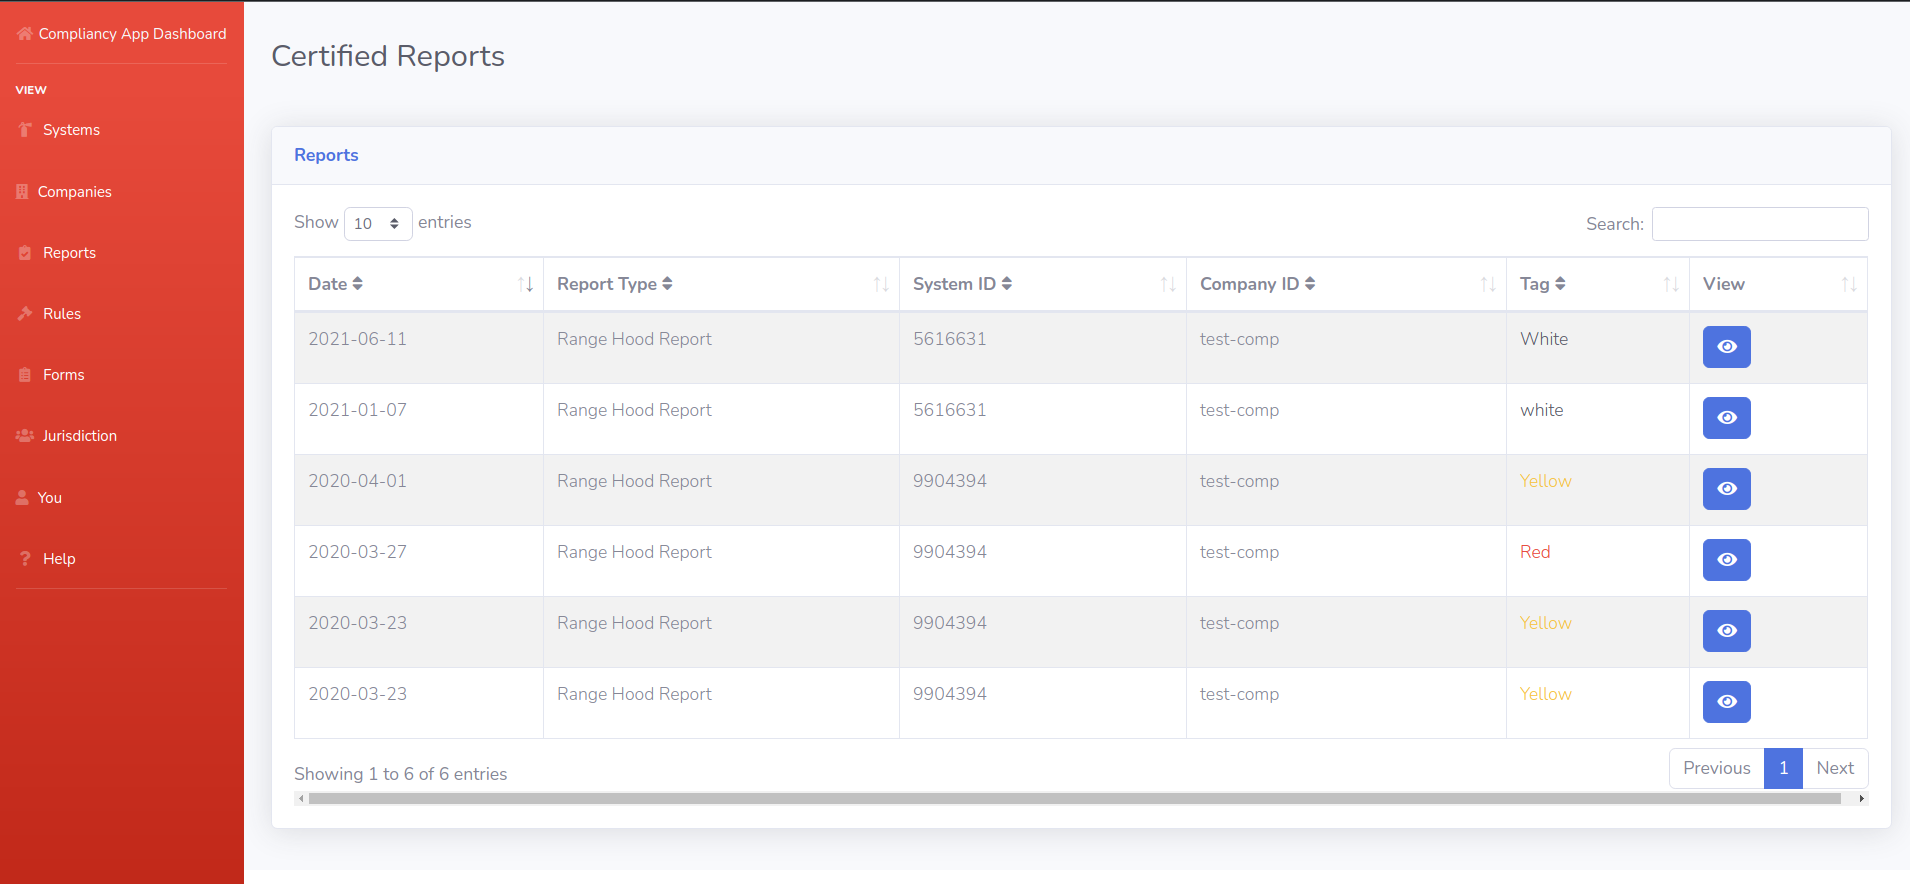 Compliancy App Dashboard
VIEW
Systems
Companies
Reports
Rules
Forms
Jurisdiction
You
Help
Certified Reports
Reports
Show 10 entries
Search:
Date Report Type System ID Company ID Tag View
2021-06-11 Range Hood Report 5616631 test-comp White
2021-01-07 Range Hood Report 5616631 test-comp white
2020-04-01 Range Hood Report 9904394 test-comp Yellow
2020-03-27 Range Hood Report 9904394 test-comp Red
2020-03-23 Range Hood Report 9904394 test-comp Yellow
2020-03-23 Range Hood Report 9904394 test-comp Yellow
Showing 1 to 6 of 6 entries
Previous 1 Next